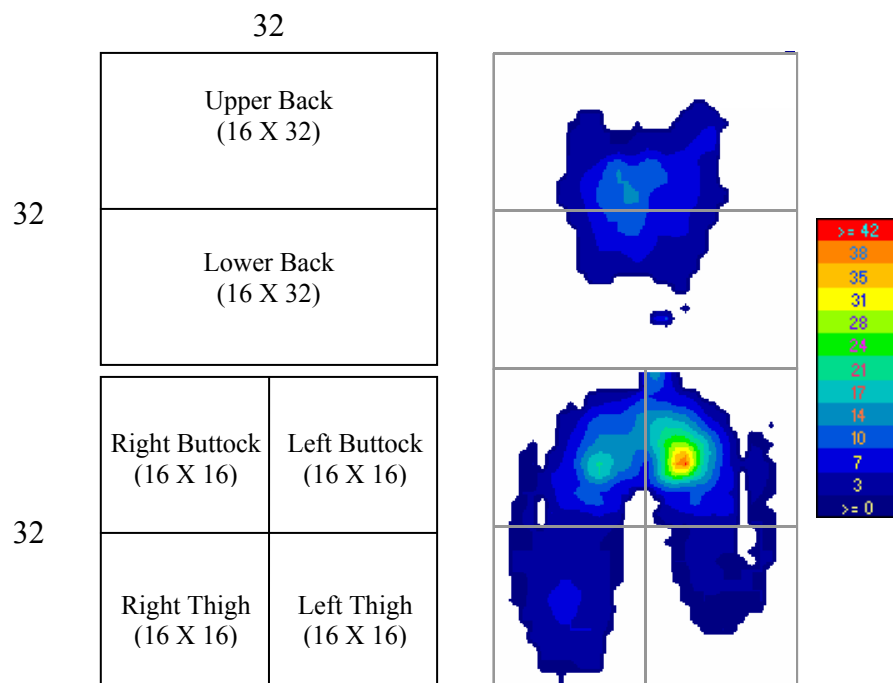 32
Upper Back
(16 X 32)
32
Lower Back
(16 X 32)
Right Buttock
(16 X 16)
Left Buttock
(16 X 16)
32
Right Thigh
(16 X 16)
Left Thigh
(16 X 16)
>= 42
38
35
31
28
24
21
17
14
10
7
3
>= 0